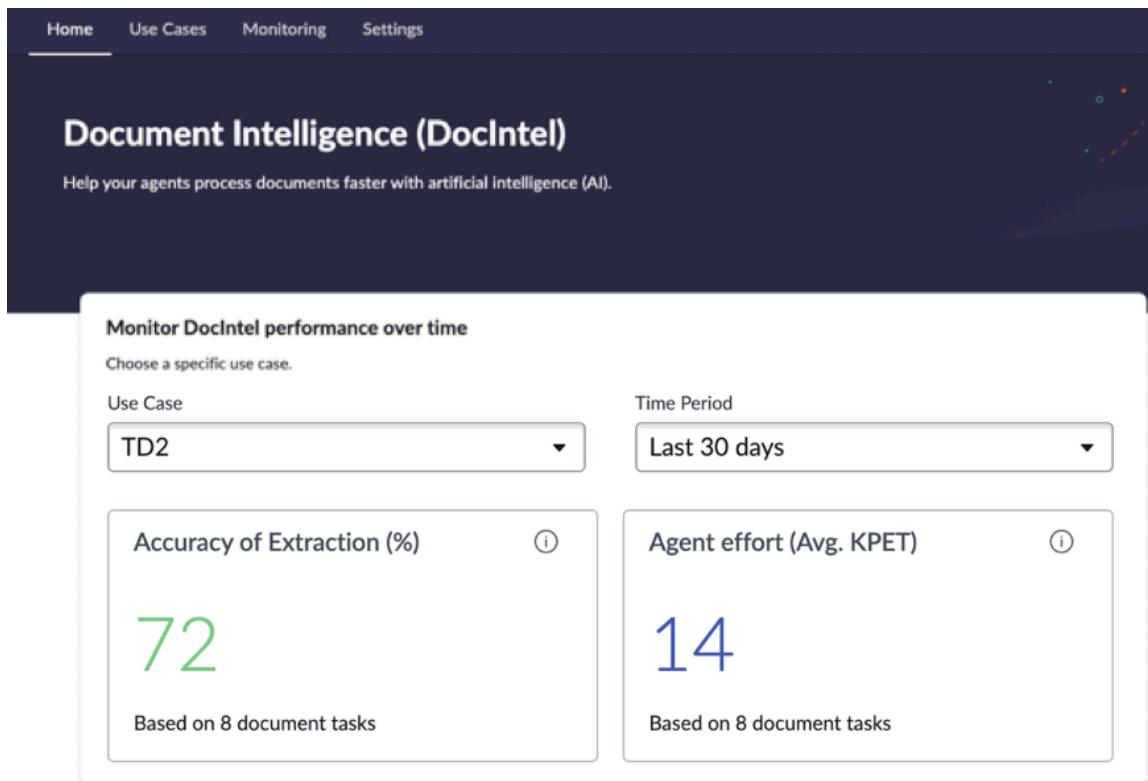 Home Use Cases Monitoring Settings
Document Intelligence (DocIntel)
Help your agents process documents faster with artificial intelligence (AI).
Monitor DocIntel performance over time
Choose a specific use case.
Use Case
TD2
Time Period
Last 30 days
Accuracy of Extraction (%)
72
Based on 8 document tasks
Agent effort (Avg. KPET)
14
Based on 8 document tasks